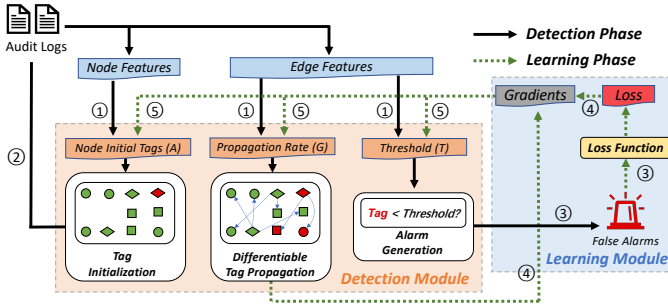 Audit Logs
Detection Phase
Learning Phase
Node Features
Edge Features
Gradients
Loss
④
①
⑤
①
⑤
①
⑤
②
Node Initial Tags (A)
Propagation Rate (G)
Threshold (T)
Loss Function
③
Tag < Threshold?
Alarm
Generation
③
False Alarms
Tag
Initialization
Differentiable
Tag Propagation
Detection Module
④
Learning Module